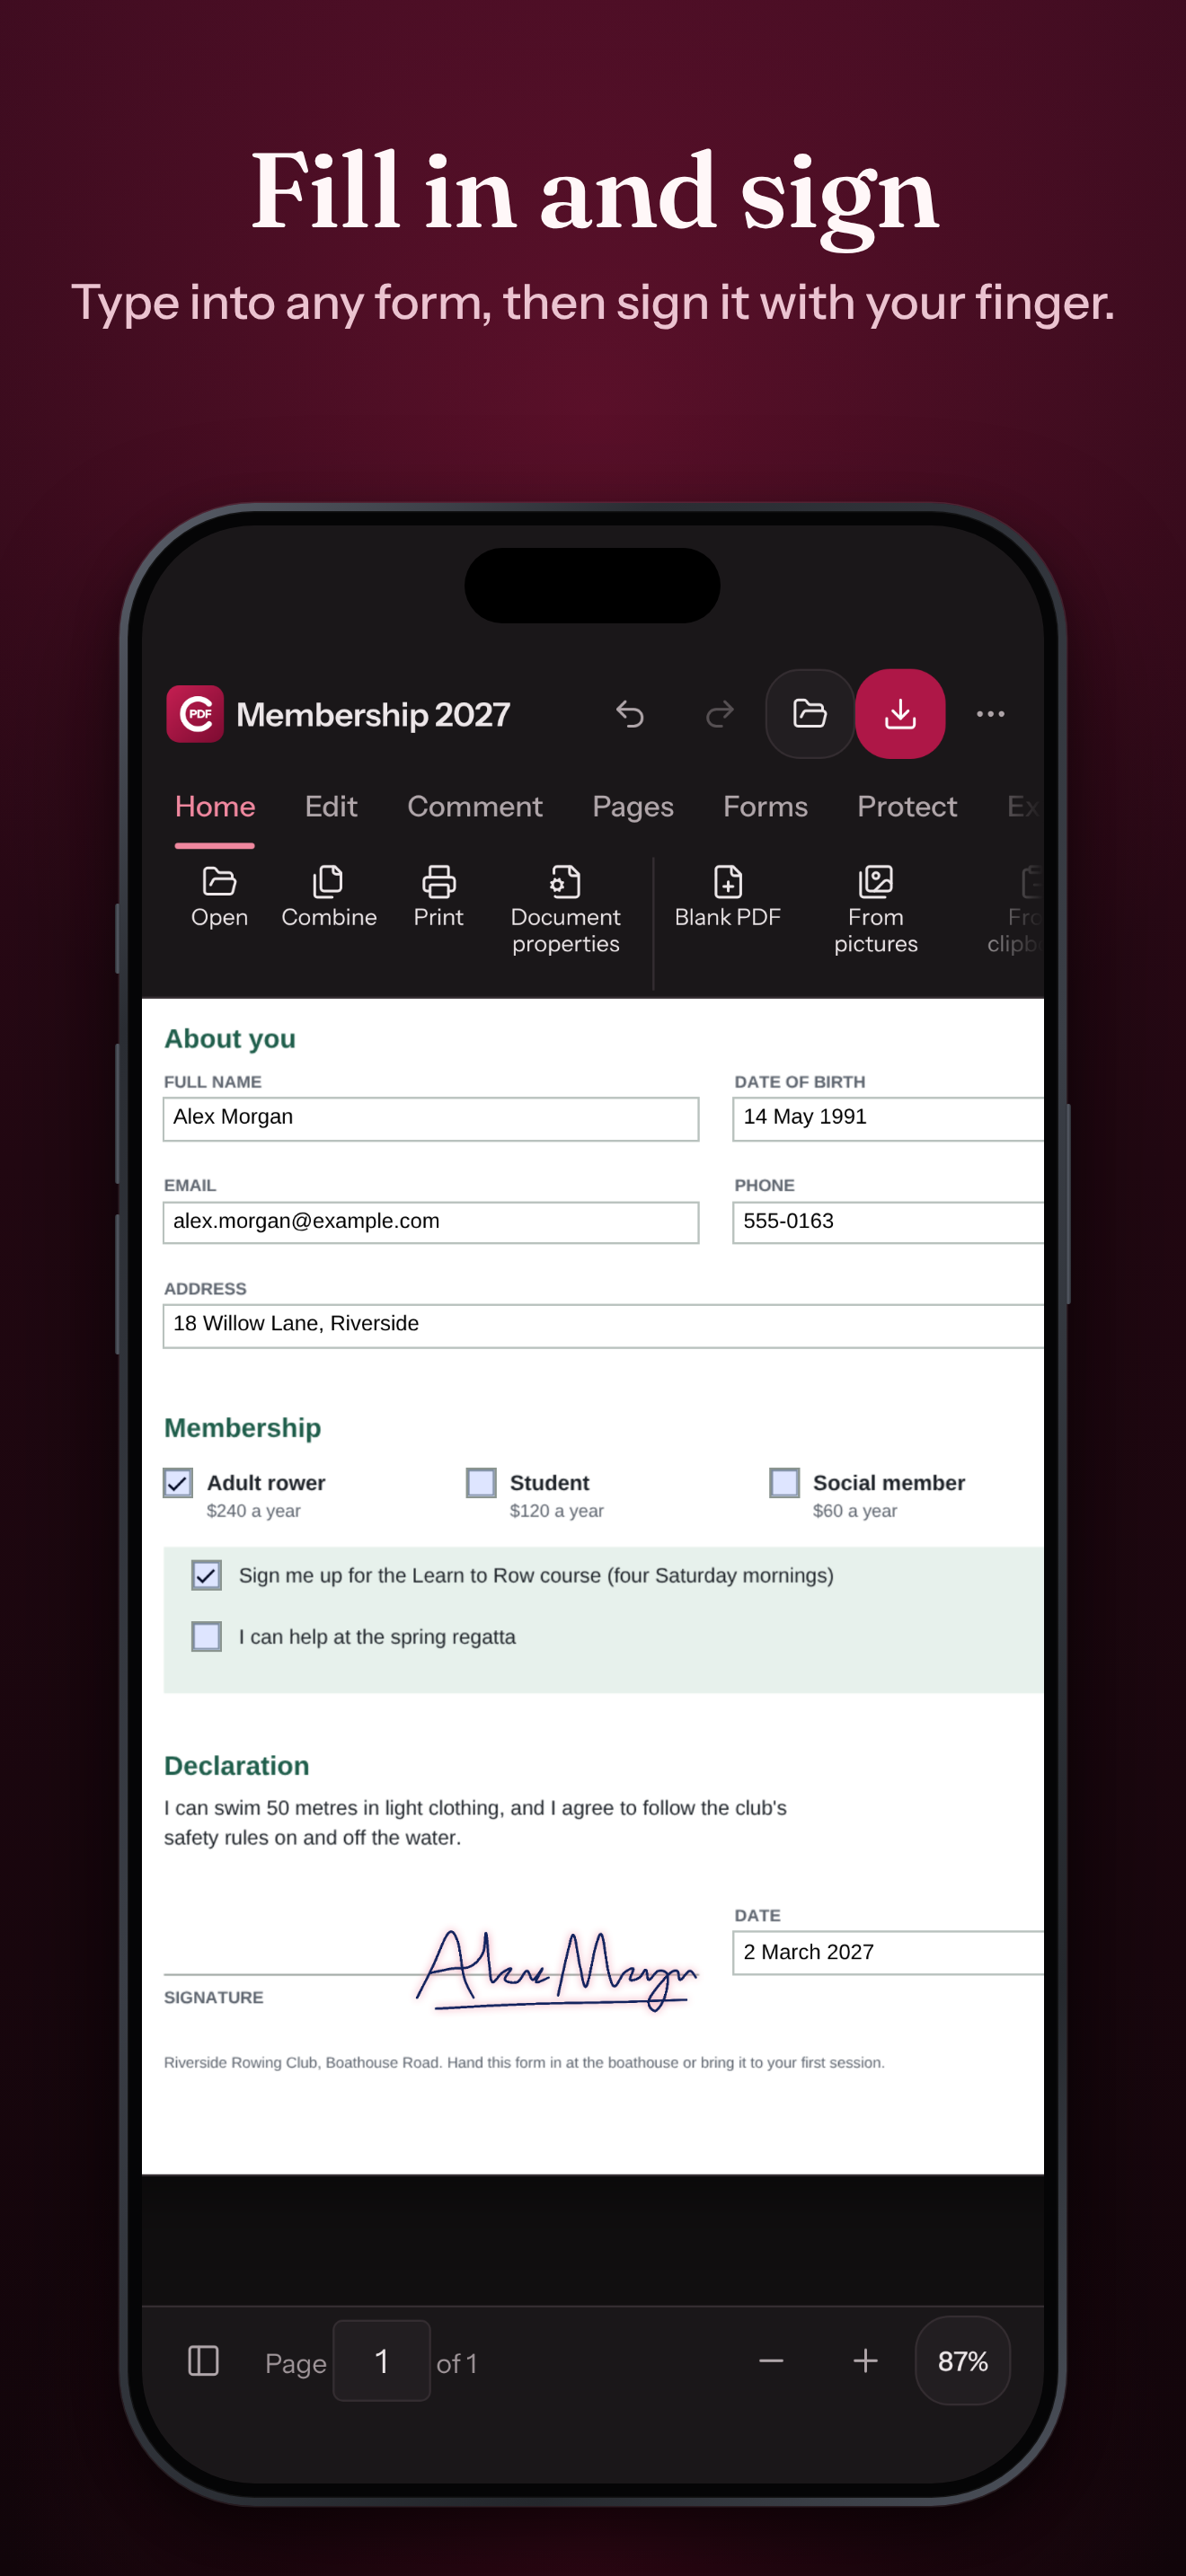 Fill in and sign
Type into any form, then sign it with your finger.
PDF
Membership 2027
Home Edit Comment Pages Forms Protect Ex
Open Combine Print Document properties Blank PDF From pictures Fro clipb
About you
FULL NAME DATE OF BIRTH
Alex Morgan 14 May 1991
EMAIL PHONE
alex.morgan@example.com 555-0163
ADDRESS
18 Willow Lane, Riverside
Membership
Adult rower Student Social member
$240 a year $120 a year $60 a year
Sign me up for the Learn to Row course (four Saturday mornings)
I can help at the spring regatta
Declaration
I can swim 50 metres in light clothing, and I agree to follow the club's
safety rules on and off the water.
DATE
Alex Morgan 2 March 2027
SIGNATURE
Riverside Rowing Club, Boathouse Road. Hand this form in at the boathouse or bring it to your first session.
Page 1 of 1 87%